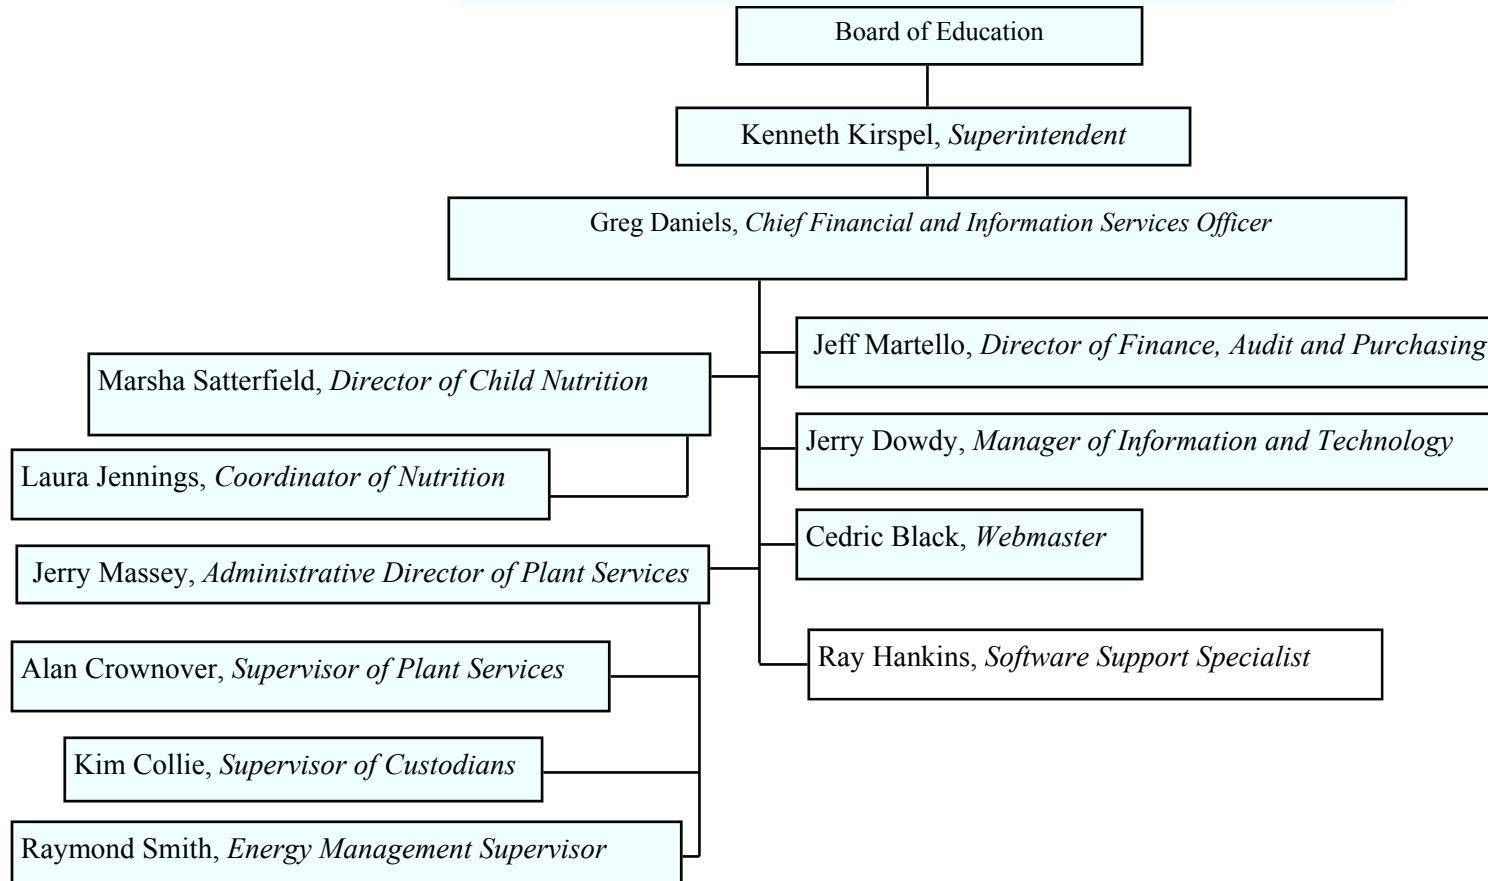 Board of Education
Kenneth Kirspel, Superintendent
Greg Daniels, Chief Financial and Information Services Officer
Jeff Martello, Director of Finance, Audit and Purchasing
Marsha Satterfield, Director of Child Nutrition
Jerry Dowdy, Manager of Information and Technology
Laura Jennings, Coordinator of Nutrition
Cedric Black, Webmaster
Jerry Massey, Administrative Director of Plant Services
Ray Hankins, Software Support Specialist
Alan Crownover, Supervisor of Plant Services
Kim Collie, Supervisor of Custodians
Raymond Smith, Energy Management Supervisor